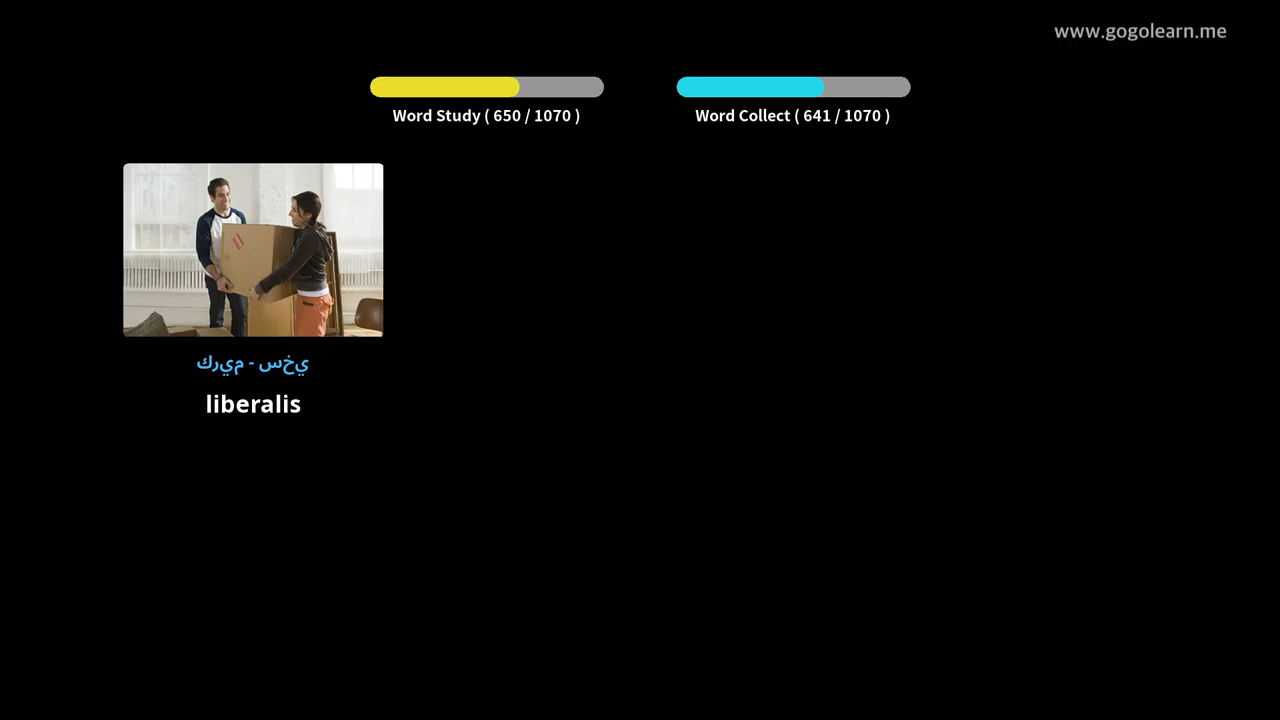 www.gogolearn.me
Word Study ( 650 / 1070 )
Word Collect ( 641 / 1070 )
كريم - سخي
liberalis